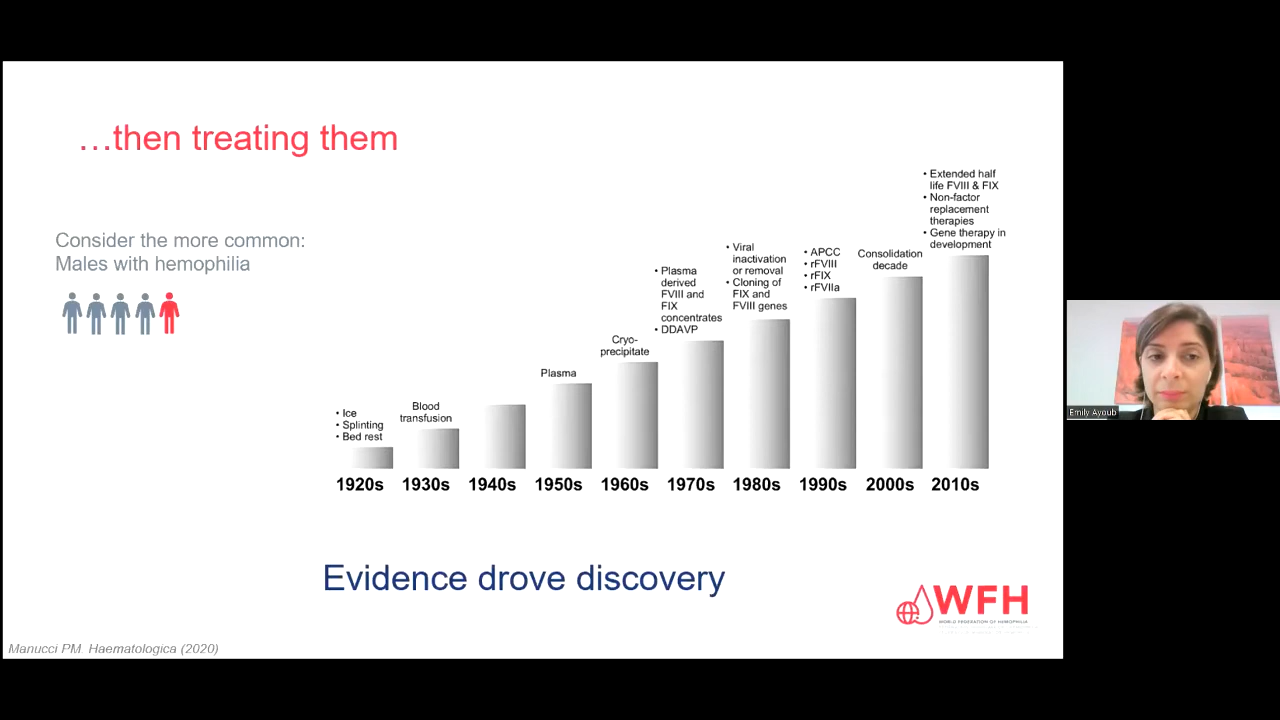 …then treating them
Consider the more common:
Males with hemophilia
• Ice
• Splinting
• Bed rest
Blood
transfusion
Plasma
Cryo-
precipitate
• Plasma
derived
FVIII and
FIX
concentrates
• DDAVP
• Viral
inactivation
or removal
• Cloning of
FIX and
FVIII genes
• APCC
• rFVIII
• rFIX
• rFVIIa
Consolidation
decade
• Extended half
life FVIII & FIX
• Non-factor
replacement
therapies
• Gene therapy in
development
1920s 1930s 1940s 1950s 1960s 1970s 1980s 1990s 2000s 2010s
Evidence drove discovery
WFH
WORLD FEDERATION OF HEMOPHILIA
Manucci PM Haematologica (2020)
Emily Ayoub